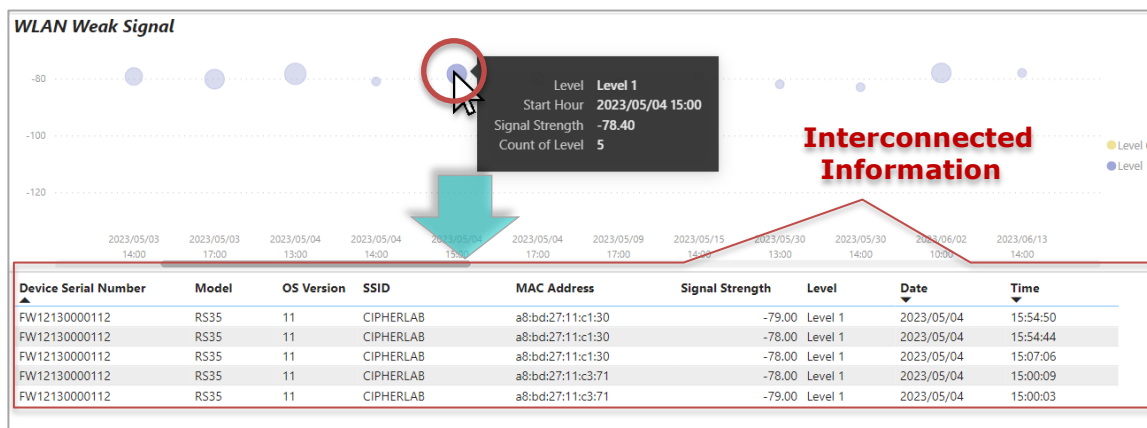 WLAN Weak Signal
-80
-100
-120
Level Level 1
Start Hour 2023/05/04 15:00
Signal Strength -78.40
Count of Level 5
Interconnected
Information
Level
Level
2023/05/03 2023/05/03 2023/05/04 2023/05/04 2023/05/04 2023/05/04 2023/05/09 2023/05/15 2023/05/30 2023/05/30 2023/06/02 2023/06/13
14:00 17:00 13:00 14:00 15:00 17:00 17:00 14:00 13:00 14:00 10:00 14:00
Device Serial Number Model OS Version SSID MAC Address Signal Strength Level Date Time
FW12130000112 RS35 11 CIPHERLAB a8:bd:27:11:c1:30 -79.00 Level 1 2023/05/04 15:54:50
FW12130000112 RS35 11 CIPHERLAB a8:bd:27:11:c1:30 -78.00 Level 1 2023/05/04 15:54:44
FW12130000112 RS35 11 CIPHERLAB a8:bd:27:11:c1:30 -78.00 Level 1 2023/05/04 15:07:06
FW12130000112 RS35 11 CIPHERLAB a8:bd:27:11:c3:71 -78.00 Level 1 2023/05/04 15:00:09
FW12130000112 RS35 11 CIPHERLAB a8:bd:27:11:c3:71 -79.00 Level 1 2023/05/04 15:00:03